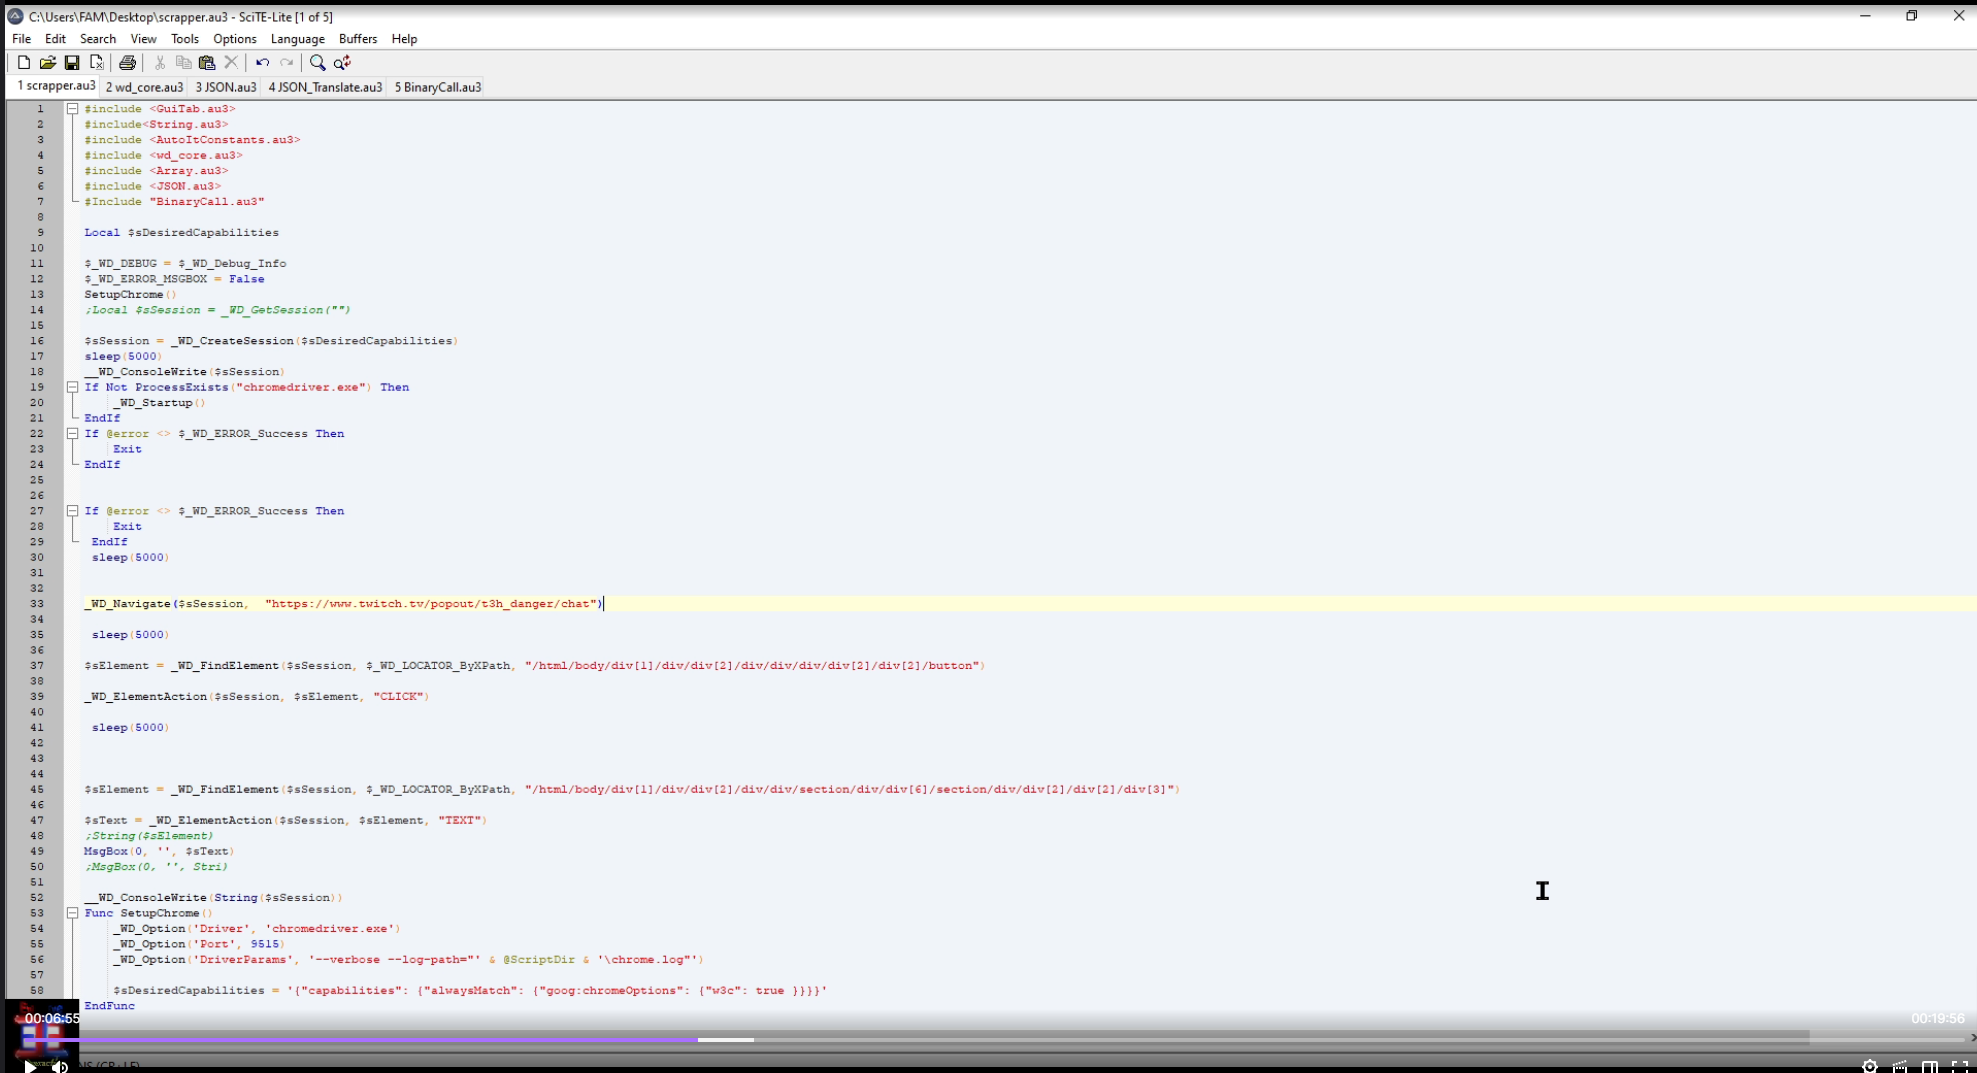 C:\Users\FAM\Desktop\scrapper.au3 - SciTE-Lite [1 of 5]
File Edit Search View Tools Options Language Buffers Help
1 scrapper.au3 2 wd_core.au3 3 JSON.au3 4 JSON_Translate.au3 5 BinaryCall.au3
1 #include <GuiTab.au3>
2 #include<String.au3>
3 #include <AutoItConstants.au3>
4 #include <wd_core.au3>
5 #include <Array.au3>
6 #include <JSON.au3>
7 #Include "BinaryCall.au3"
8
9 Local $sDesiredCapabilities
10
11 $_WD_DEBUG = $_WD_Debug_Info
12 $_WD_ERROR_MSGBOX = False
13 SetupChrome()
14 ;Local $sSession = _WD_GetSession("")
15
16 $sSession = _WD_CreateSession($sDesiredCapabilities)
17 sleep(5000)
18 __WD_ConsoleWrite($sSession)
19 If Not ProcessExists("chromedriver.exe") Then
20 _WD_Startup()
21 EndIf
22 If @error <> $_WD_ERROR_Success Then
23 Exit
24 EndIf
25
26
27 If @error <> $_WD_ERROR_Success Then
28 Exit
29 EndIf
30 sleep(5000)
31
32
33 _WD_Navigate($sSession, "https://www.twitch.tv/popout/t3h_danger/chat")
34
35 sleep(5000)
36
37 $sElement = _WD_FindElement($sSession, $_WD_LOCATOR_ByXPath, "/html/body/div[1]/div/div[2]/div/div/div/div[2]/div[2]/button")
38
39 _WD_ElementAction($sSession, $sElement, "CLICK")
40
41 sleep(5000)
42
43
44
45 $sElement = _WD_FindElement($sSession, $_WD_LOCATOR_ByXPath, "/html/body/div[1]/div/div[2]/div/div/section/div/div[6]/section/div/div[2]/div[2]/div[3]")
46
47 $sText = _WD_ElementAction($sSession, $sElement, "TEXT")
48 ;String($sElement)
49 MsgBox(0, '', $sText)
50 ;MsgBox(0, '', Stri)
51
52 __WD_ConsoleWrite(String($sSession))
53 Func SetupChrome()
54 _WD_Option('Driver', 'chromedriver.exe')
55 _WD_Option('Port', 9515)
56 _WD_Option('DriverParams', '--verbose --log-path="' & @ScriptDir & '\chrome.log"')
57
58 $sDesiredCapabilities = '{"capabilities": {"alwaysMatch": {"goog:chromeOptions": {"w3c": true }}}}'
EndFunc
00:06:55 00:19:56